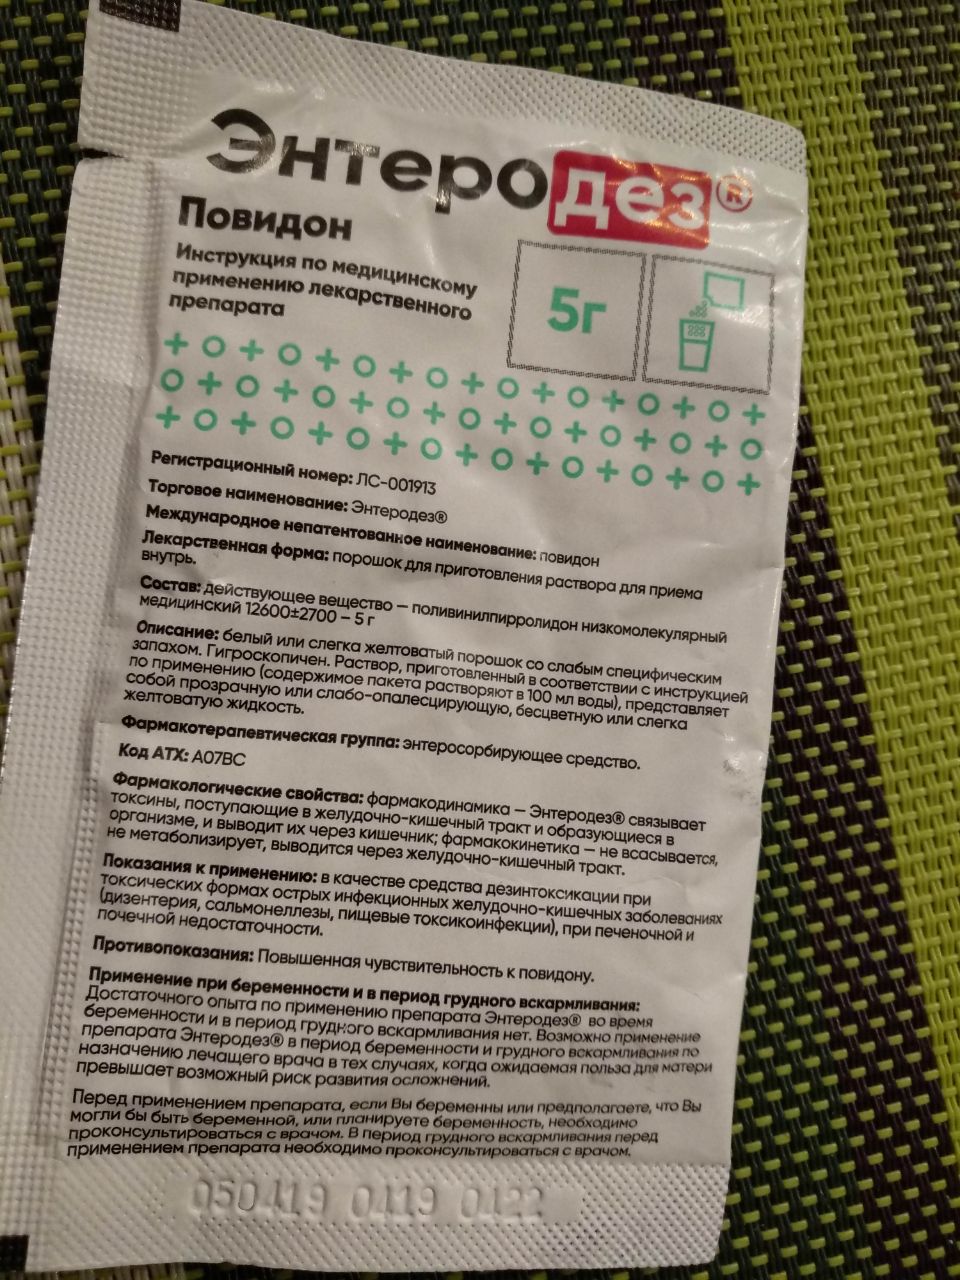 Энтеродез®
Повидон
Инструкция по медицинскому
применению лекарственного
препарата
5г
Регистрационный номер: ЛС-001913
Торговое наименование: Энтеродез®
Международное непатентованное наименование: повидон
Лекарственная форма: порошок для приготовления раствора для приема
внутрь.
Состав: действующее вещество — поливинилпирролидон низкомолекулярный
медицинский 12600±2700 – 5 г
Описание: белый или слегка желтоватый порошок со слабым специфическим
запахом. Гигроскопичен. Раствор, приготовленный в соответствии с инструкцией
по применению (содержимое пакета растворяют в 100 мл воды), представляет
собой прозрачную или слабо-опалесцирующую, бесцветную или слегка
желтоватую жидкость.
Фармакотерапевтическая группа: энтеросорбирующее средство.
Код АТХ: A07BC
Фармакологические свойства: фармакодинамика — Энтеродез® связывает
токсины, поступающие в желудочно-кишечный тракт и образующиеся в
организме, и выводит их через кишечник; фармакокинетика — не всасывается,
не метаболизирует, выводится через желудочно-кишечный тракт.
Показания к применению: в качестве средства дезинтоксикации при
токсических формах острых инфекционных желудочно-кишечных заболеваниях
(дизентерия, сальмонеллезы, пищевые токсикоинфекции), при печеночной и
почечной недостаточности.
Противопоказания: Повышенная чувствительность к повидону.
Применение при беременности и в период грудного вскармливания:
Достаточного опыта по применению препарата Энтеродез® во время
беременности и в период грудного вскармливания нет. Возможно применение
препарата Энтеродез® в период беременности и грудного вскармливания по
назначению лечащего врача в тех случаях, когда ожидаемая польза для матери
превышает возможный риск развития осложнений.
Перед применением препарата, если Вы беременны или предполагаете, что Вы
могли бы быть беременной, или планируете беременность, необходимо
проконсультироваться с врачом. В период грудного вскармливания перед
применением препарата необходимо проконсультироваться с врачом.
050419 0419 0422